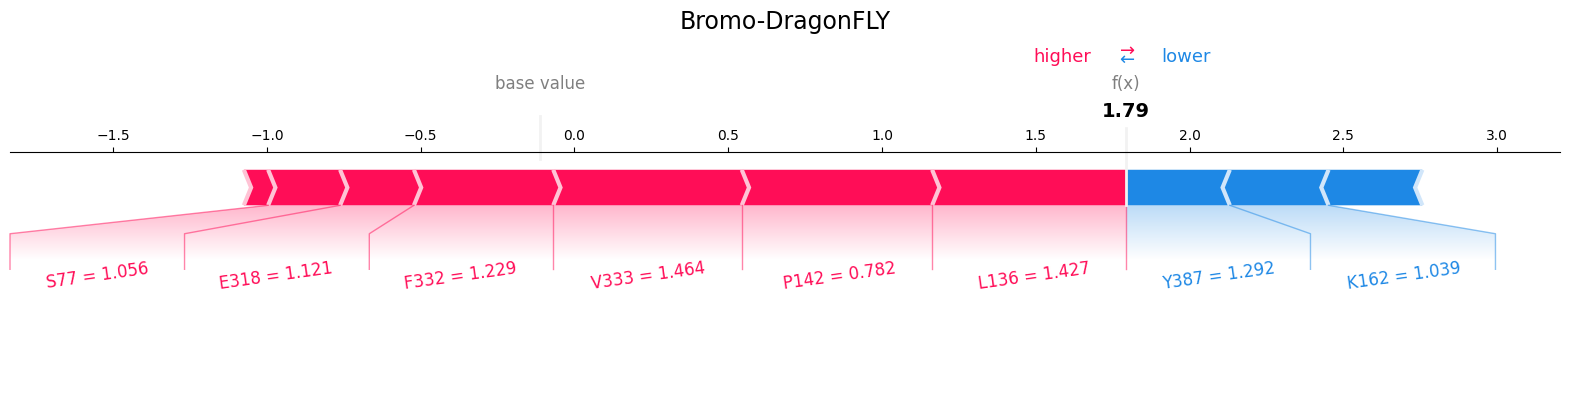 Bromo-DragonFLY
higher ⇄ lower
base value f(x)
1.79
−1.5 −1.0 −0.5 0.0 0.5 1.0 1.5 2.0 2.5 3.0
S77 = 1.056 E318 = 1.121 F332 = 1.229 V333 = 1.464 P142 = 0.782 L136 = 1.427 Y387 = 1.292 K162 = 1.039